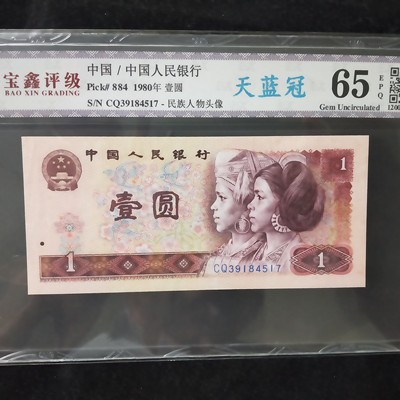 宝鑫评级
BAO XIN GRADING
中国 / 中国人民银行
Pick# 884 1980年 壹圆
S/N CQ39184517 - 民族人物头像
天蓝冠
65
EPQ
Gem Uncirculated
中国人民银行
1
壹圆
1
CQ39184517
1